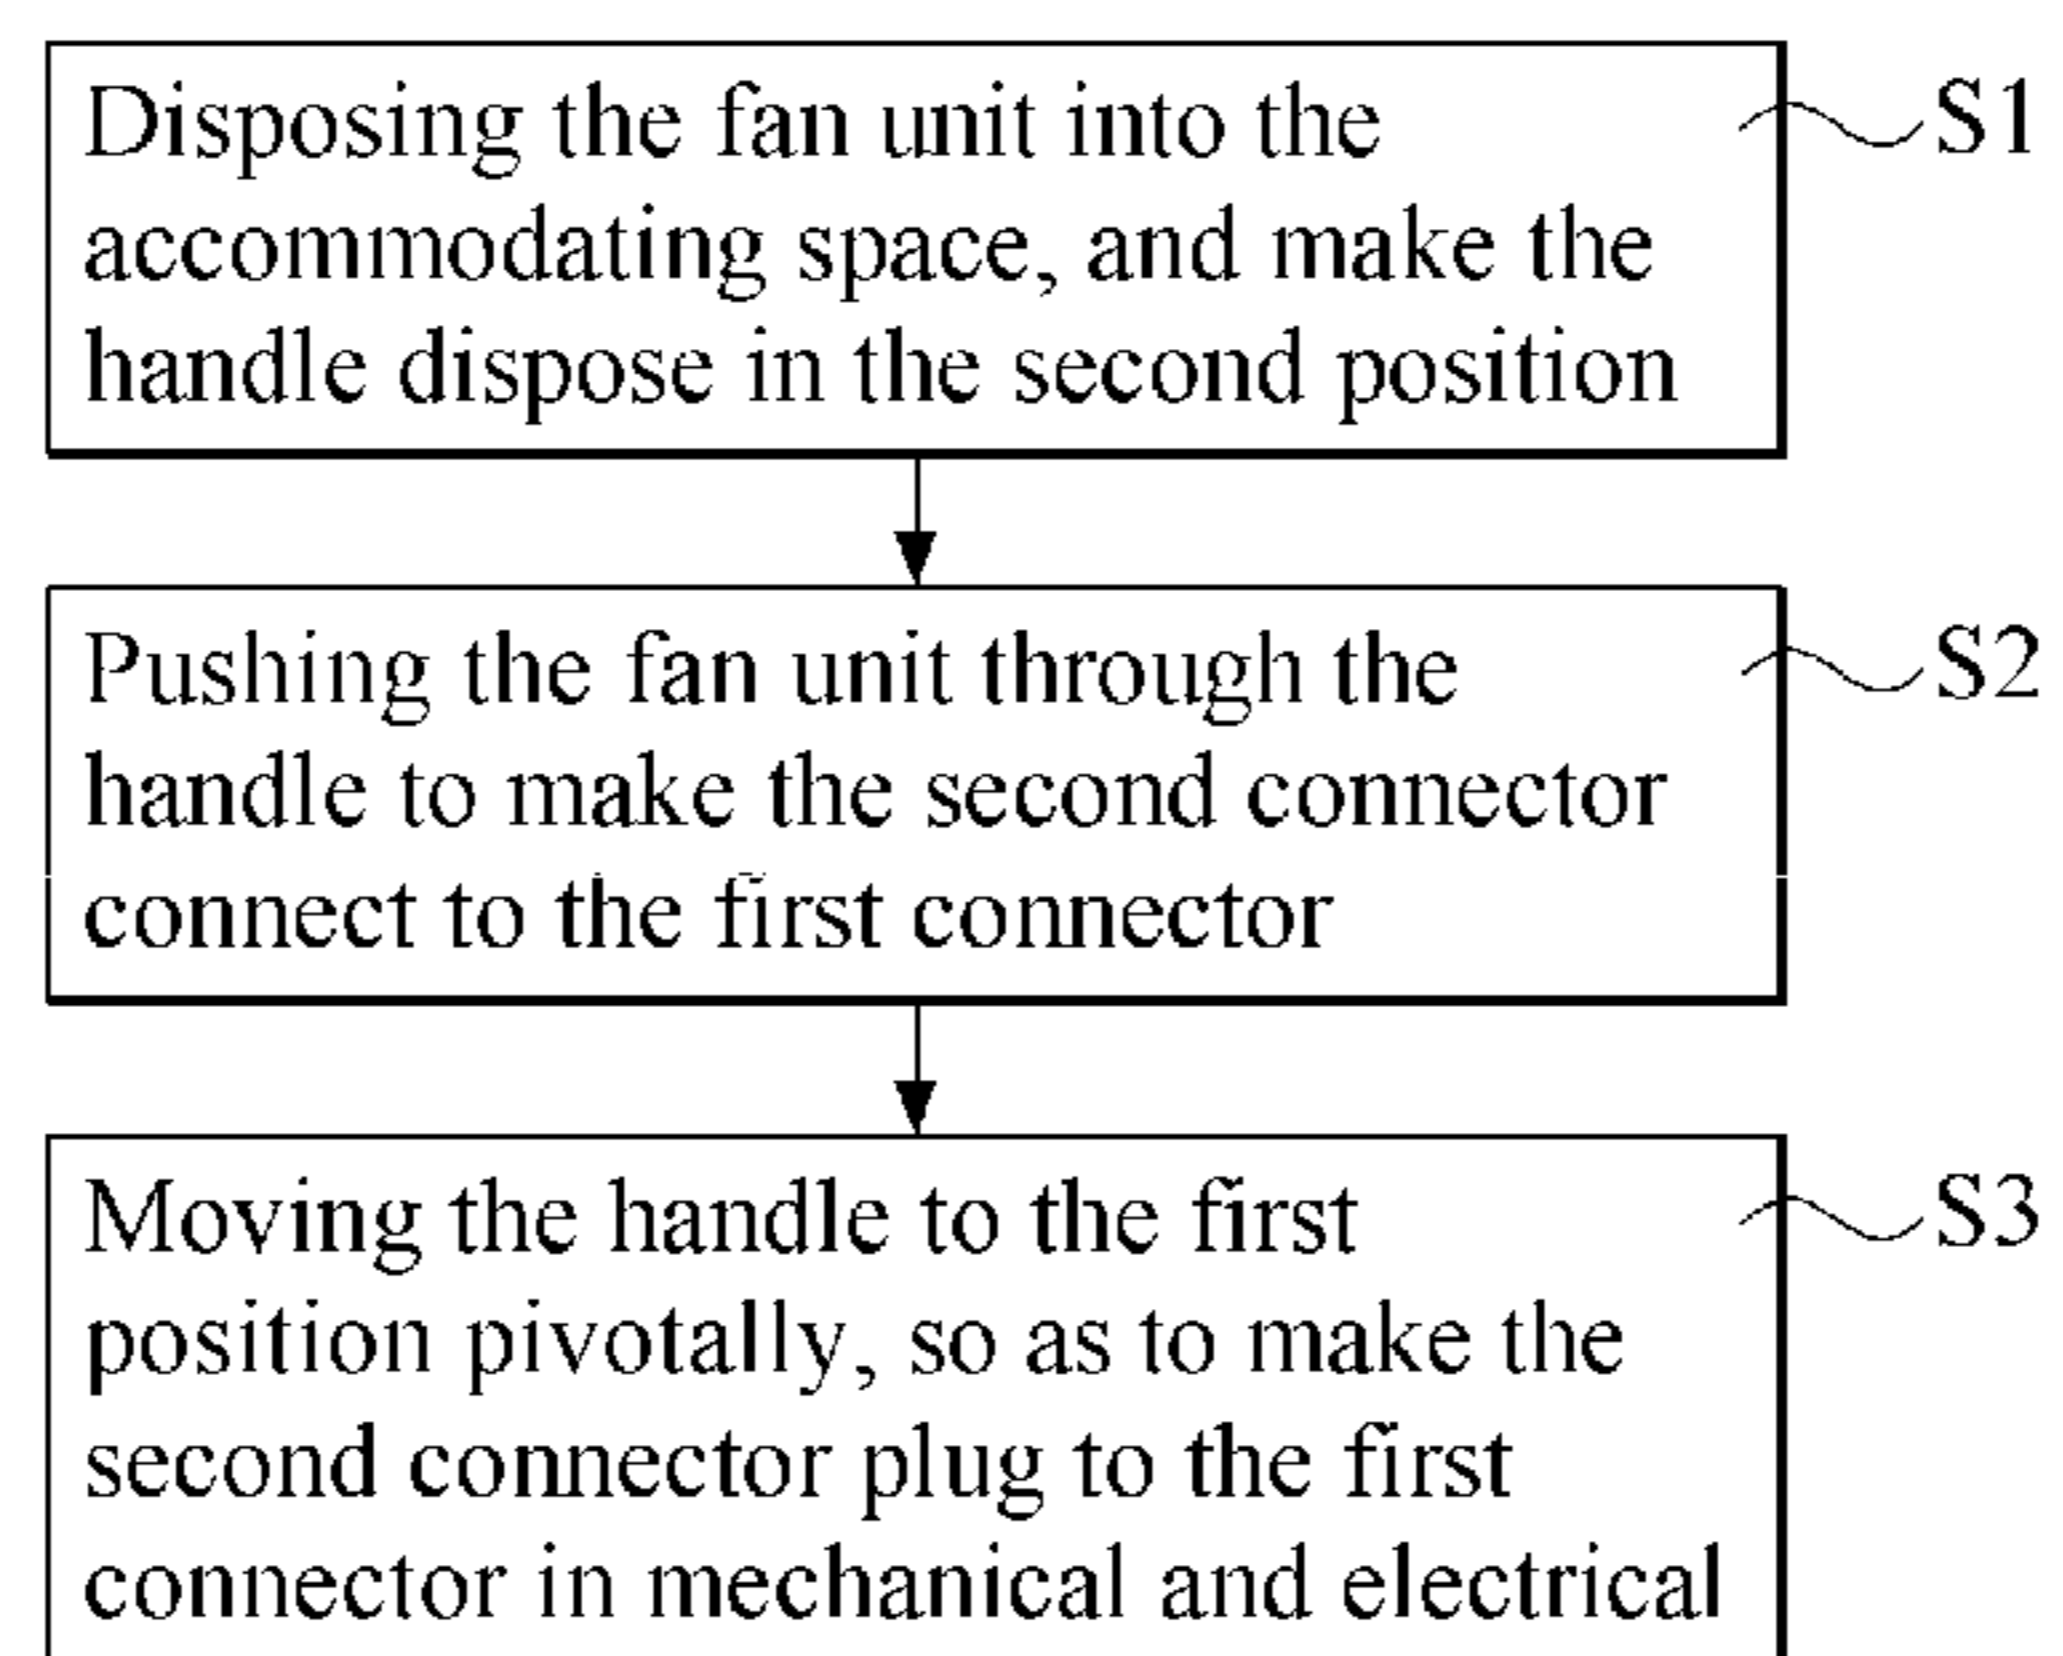 Disposing the fan unit into the
accommodating space, and make the
handle dispose in the second position
S1
Pushing the fan unit through the
handle to make the second connector
connect to the first connector
S2
Moving the handle to the first
position pivotally, so as to make the
second connector plug to the first
connector in mechanical and electrical
S3